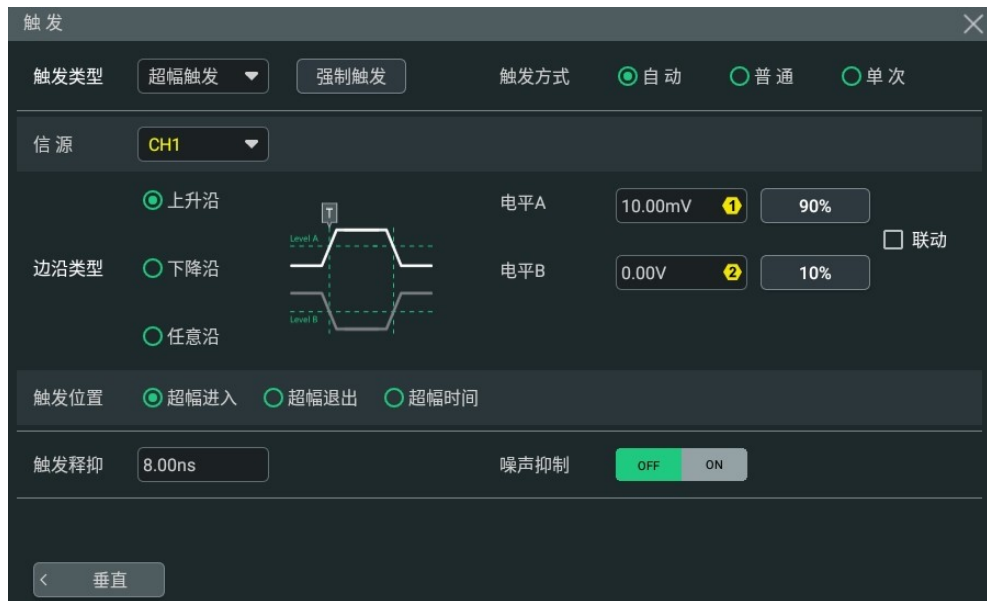 触发
触发类型 超幅触发 强制触发 触发方式 自动 普通 单次
信源 CH1
上升沿 T 电平A 10.00mV 1 90%
Level A 联动
边沿类型 下降沿 电平B 0.00V 2 10%
Level B
任意沿
触发位置 超幅进入 超幅退出 超幅时间
触发释抑 8.00ns 噪声抑制 OFF ON
垂直